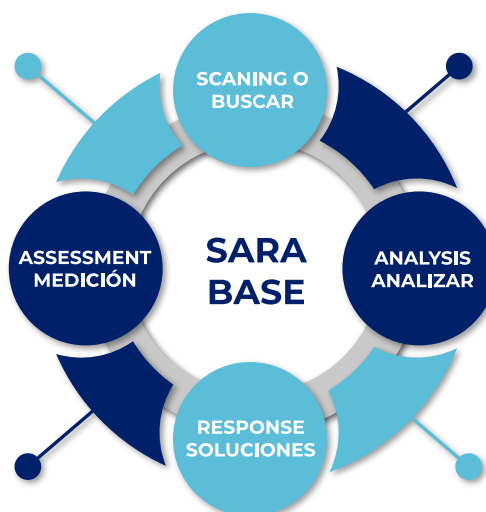 SCANING O
BUSCAR
ASSESSMENT
MEDICIÓN
SARA
BASE
ANALYSIS
ANALIZAR
RESPONSE
SOLUCIONES